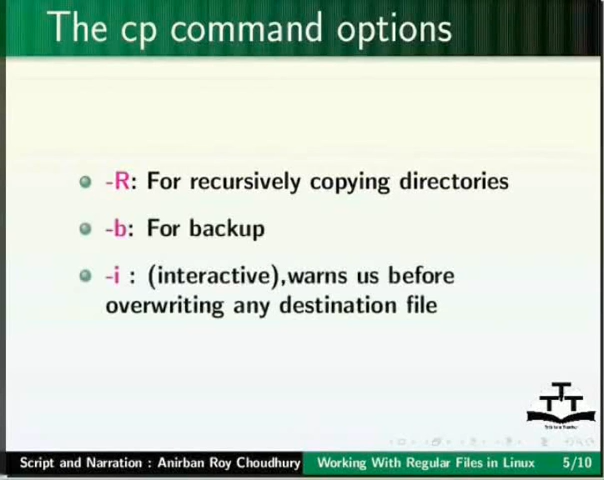 The cp command options
-R: For recursively copying directories
-b: For backup
-i : (interactive),warns us before
overwriting any destination file
TTT
Script and Narration : Anirban Roy Choudhury Working With Regular Files in Linux 5/10